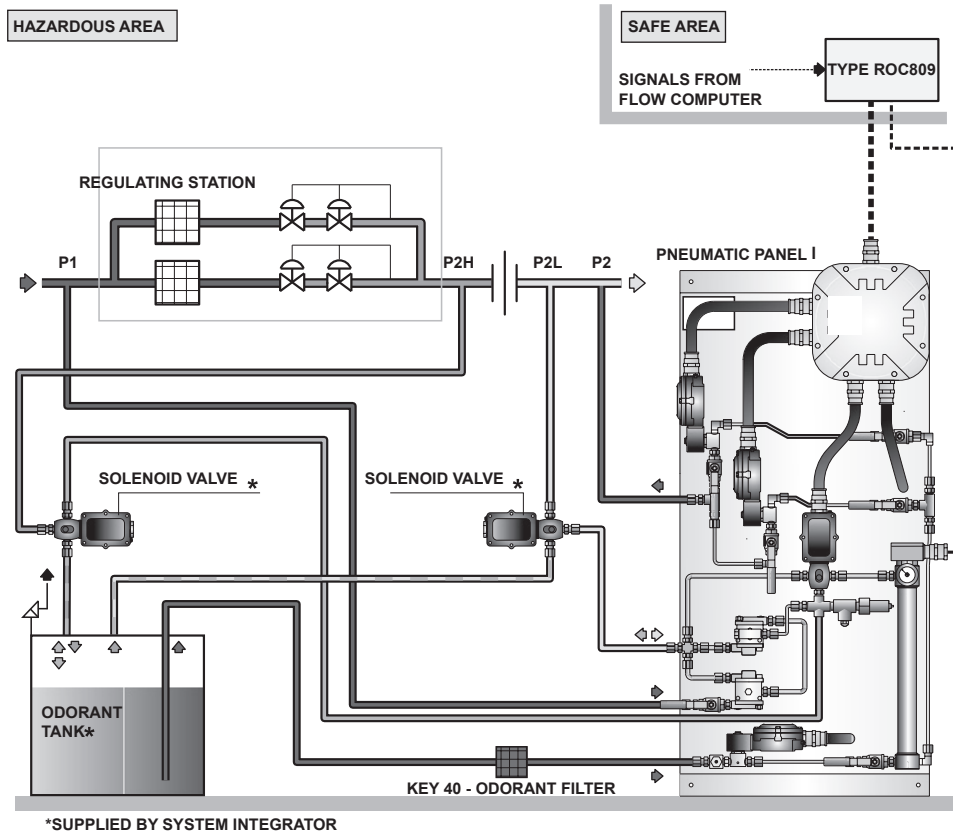 HAZARDOUS AREA
SAFE AREA
SIGNALS FROM
FLOW COMPUTER
TYPE ROC809
REGULATING STATION
P1
P2H
P2L
P2
PNEUMATIC PANEL I
SOLENOID VALVE *
SOLENOID VALVE *
ODORANT
TANK*
KEY 40 - ODORANT FILTER
*SUPPLIED BY SYSTEM INTEGRATOR